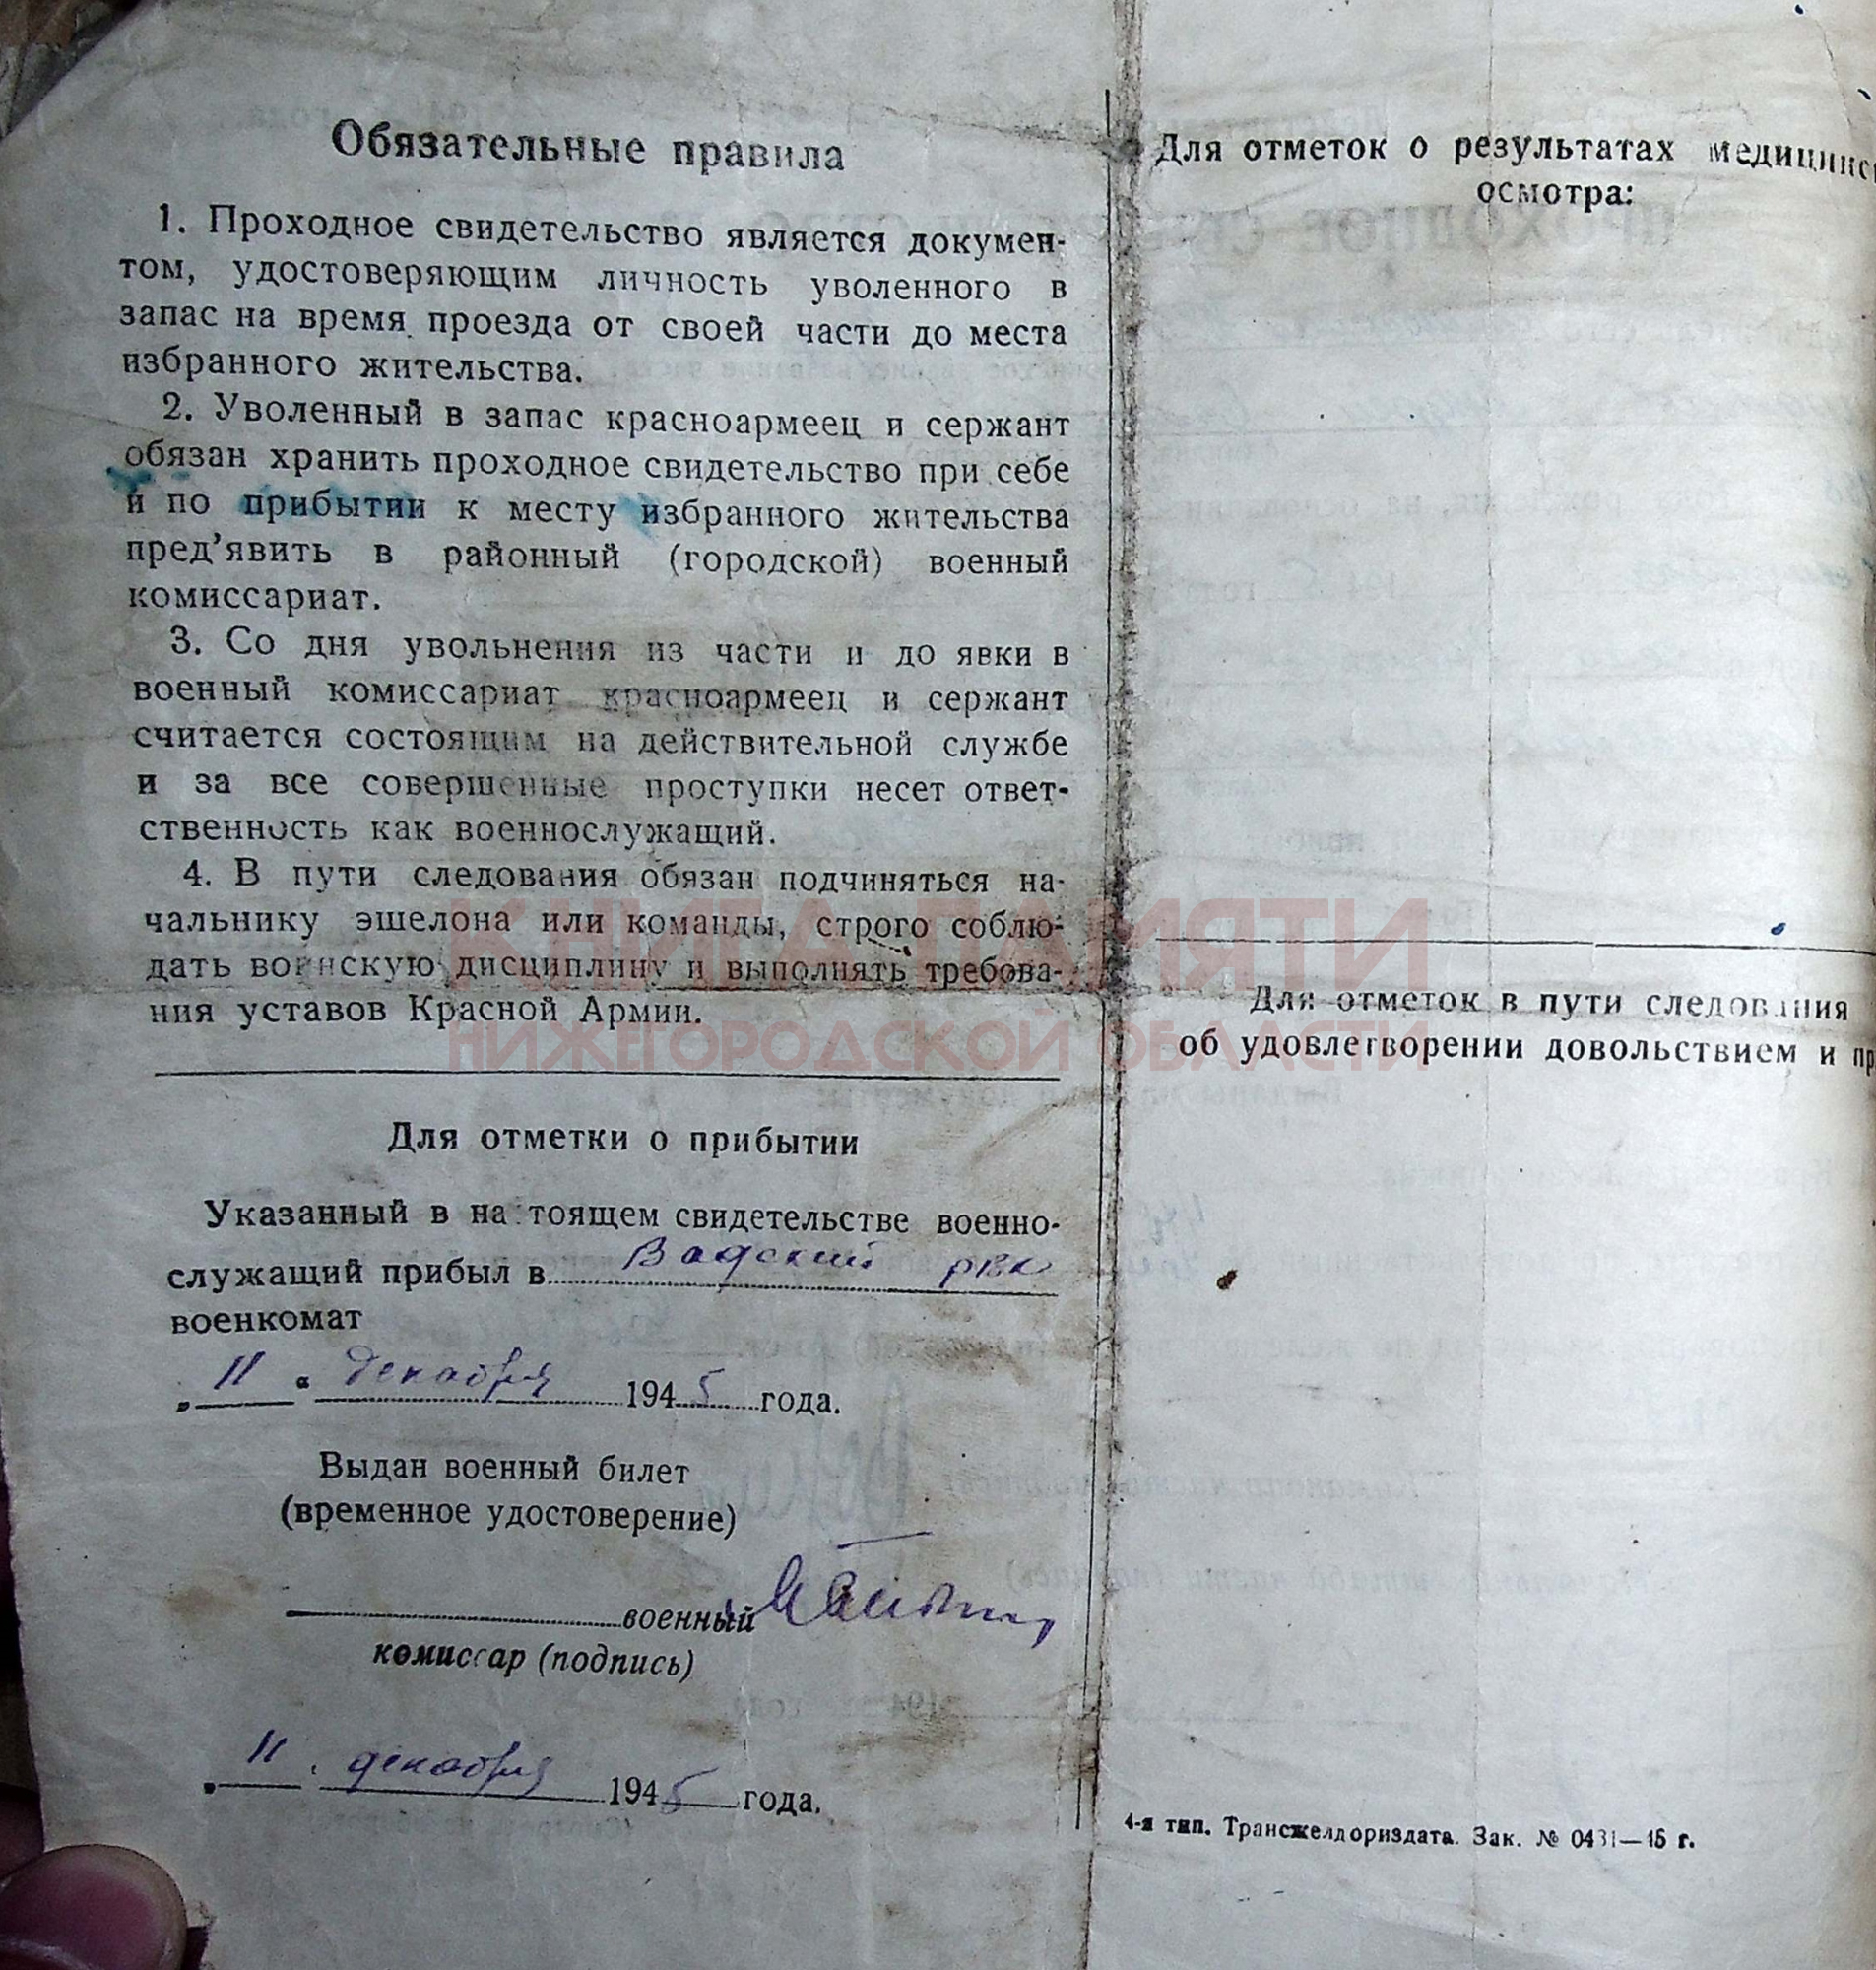 Обязательные правила
1. Проходное свидетельство является докумен-
том, удостоверяющим личность уволенного в
запас на время проезда от своей части до места
избранного жительства.
2. Уволенный в запас красноармеец и сержант
обязан хранить проходное свидетельство при себе
и по прибытии к месту избранного жительства
пред’явить в районный (городской) военный
комиссариат.
3. Со дня увольнения из части и до явки в
военный комиссариат красноармеец и сержант
считается состоящим на действительной службе
и за все совершенные проступки несет ответ-
ственность как военнослужащий.
4. В пути следования обязан подчиняться на-
чальнику эшелона или команды, строго соблю-
дать воинскую дисциплину и выполнять требова-
ния уставов Красной Армии.
КНИГА ПАМЯТИ
НИЖЕГОРОДСКОЙ ОБЛАСТИ
Для отметки о прибытии
Указанный в настоящем свидетельстве военно-
служащий прибыл в Вадский РВК
военкомат
„ 11 “ декабря 1945 года.
Выдан военный билет
(временное удостоверение)
военный
комиссар (подпись)
„ 11 . декабря 1945 года.
Для отметок о результатах медицинс
осмотра:
Для отметок в пути следования
об удовлетворении довольствием и пр
4-я тип. Трансжелдориздата. Зак. № 0431—15 г.